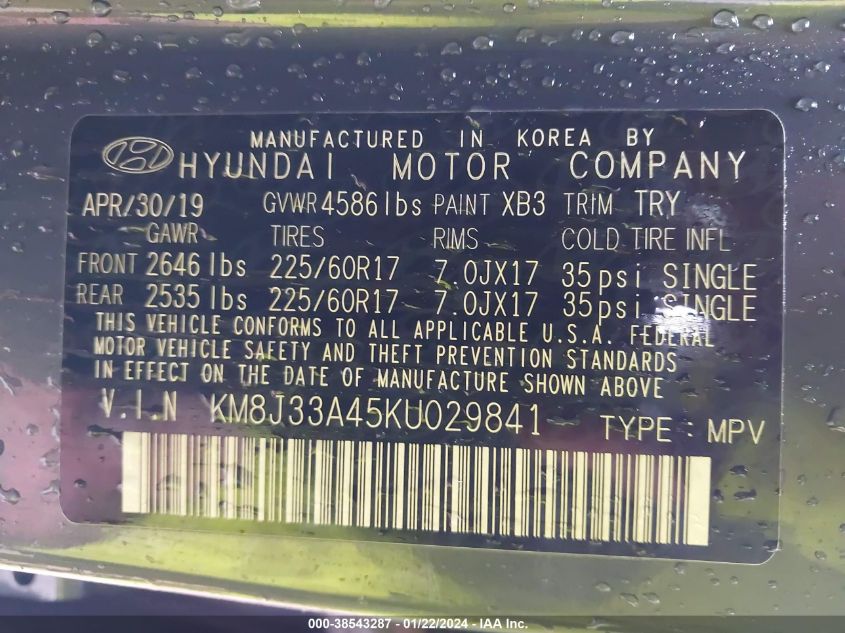 MANUFACTURED IN KOREA BY
HYUNDAI MOTOR COMPANY
APR/30/19 GVWR 4586 lbs PAINT XB3 TRIM TRY
GAWR TIRES RIMS COLD TIRE INFL
FRONT 2646 lbs 225/60R17 7.0JX17 35psi SINGLE
REAR 2535 lbs 225/60R17 7.0JX17 35psi SINGLE
THIS VEHICLE CONFORMS TO ALL APPLICABLE U.S.A. FEDERAL
MOTOR VEHICLE SAFETY AND THEFT PREVENTION STANDARDS
IN EFFECT ON THE DATE OF MANUFACTURE SHOWN ABOVE
V.I.N KM8J33A45KU029841 TYPE : MPV
000-38543287 - 01/22/2024 - IAA Inc.